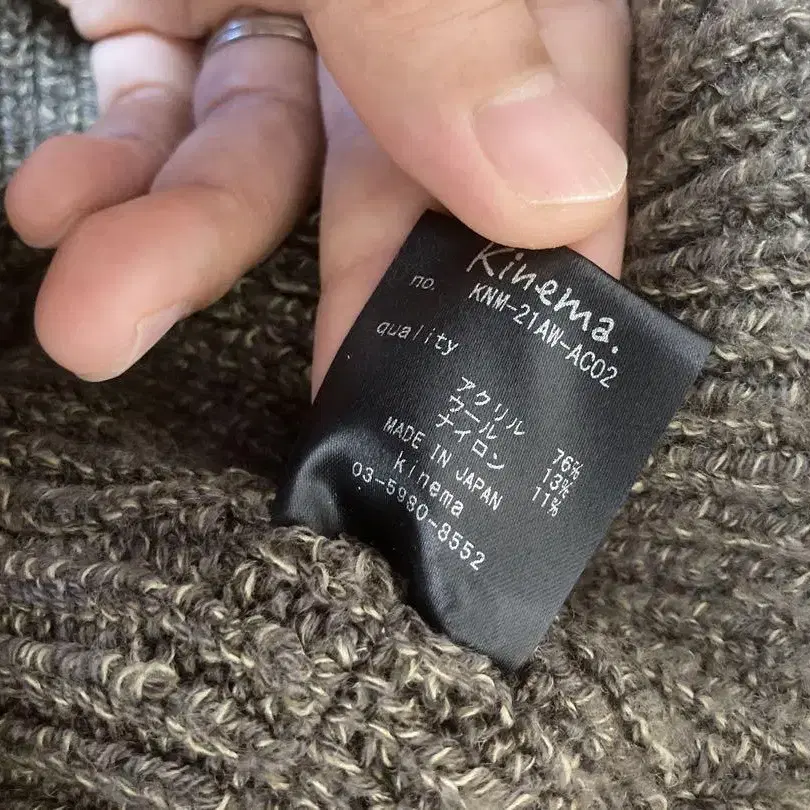 Kinema.
no. KNM-21AW-AC02
quality
アクリル 76%
ウール 13%
ナイロン 11%
MADE IN JAPAN
kinema
03-5980-8552